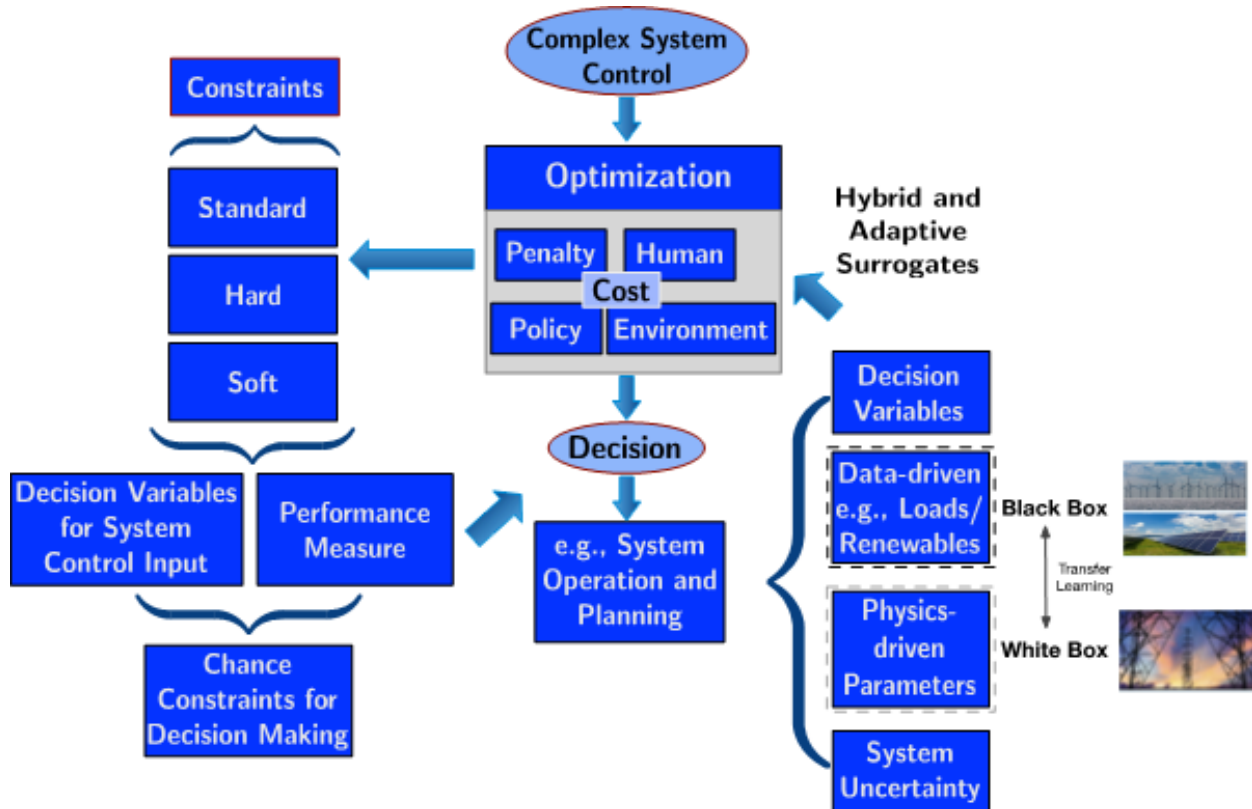 Complex System
Control
Constraints
Optimization
Standard
Hard
Soft
Penalty
Human
Cost
Policy
Environment
Hybrid and
Adaptive
Surrogates
Decision
Decision Variables
for System
Control Input
Performance
Measure
e.g., System
Operation and
Planning
Chance
Constraints for
Decision Making
Decision
Variables
Data-driven
e.g., Loads/
Renewables
Black Box
Transfer
Learning
Physics-
driven
Parameters
White Box
System
Uncertainty